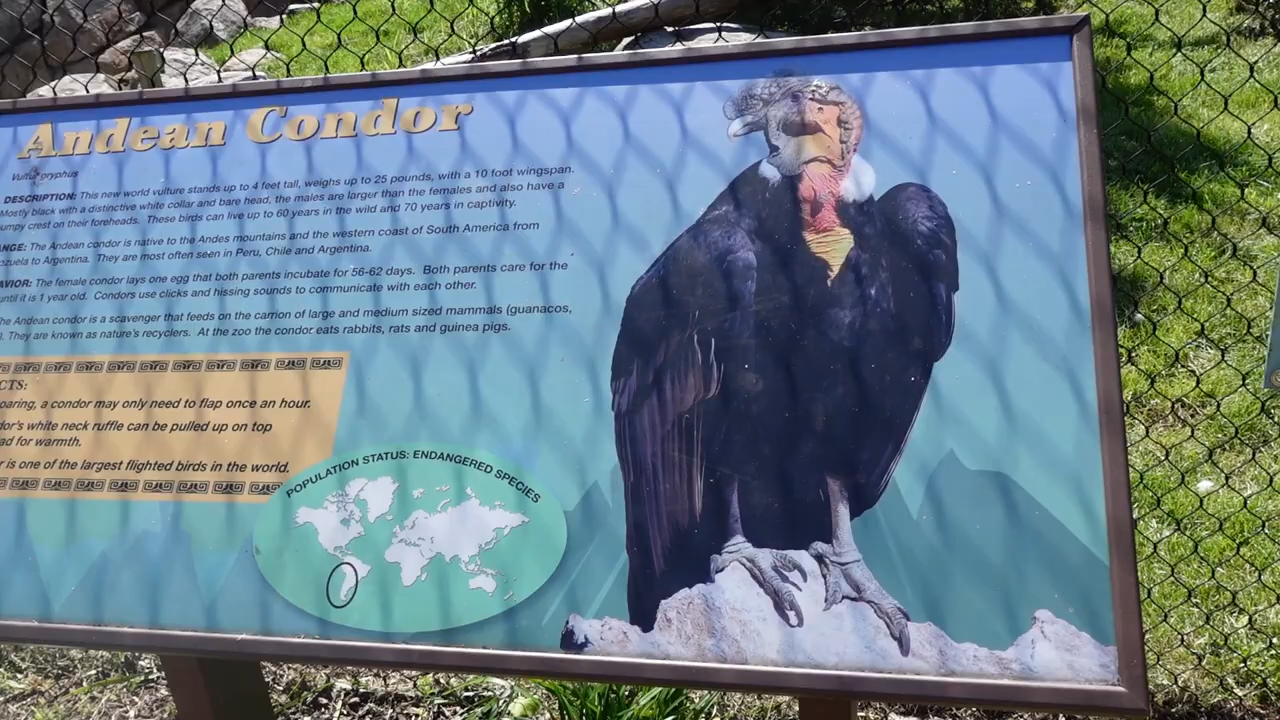 Andean Condor
Vultur gryphus
DESCRIPTION: This new world vulture stands up to 4 feet tall, weighs up to 25 pounds, with a 10 foot wingspan.
Mostly black with a distinctive white collar and bare head, the males are larger than the females and also have a
umpy crest on their foreheads. These birds can live up to 60 years in the wild and 70 years in captivity.
NGE: The Andean condor is native to the Andes mountains and the western coast of South America from
zuela to Argentina. They are most often seen in Peru, Chile and Argentina.
AVIOR: The female condor lays one egg that both parents incubate for 56-62 days. Both parents care for the
until it is 1 year old. Condors use clicks and hissing sounds to communicate with each other.
he Andean condor is a scavenger that feeds on the carrion of large and medium sized mammals (guanacos,
). They are known as nature's recyclers. At the zoo the condor eats rabbits, rats and guinea pigs.
CTS:
oaring, a condor may only need to flap once an hour.
dor's white neck ruffle can be pulled up on top
ad for warmth.
r is one of the largest flighted birds in the world.
POPULATION STATUS: ENDANGERED SPECIES